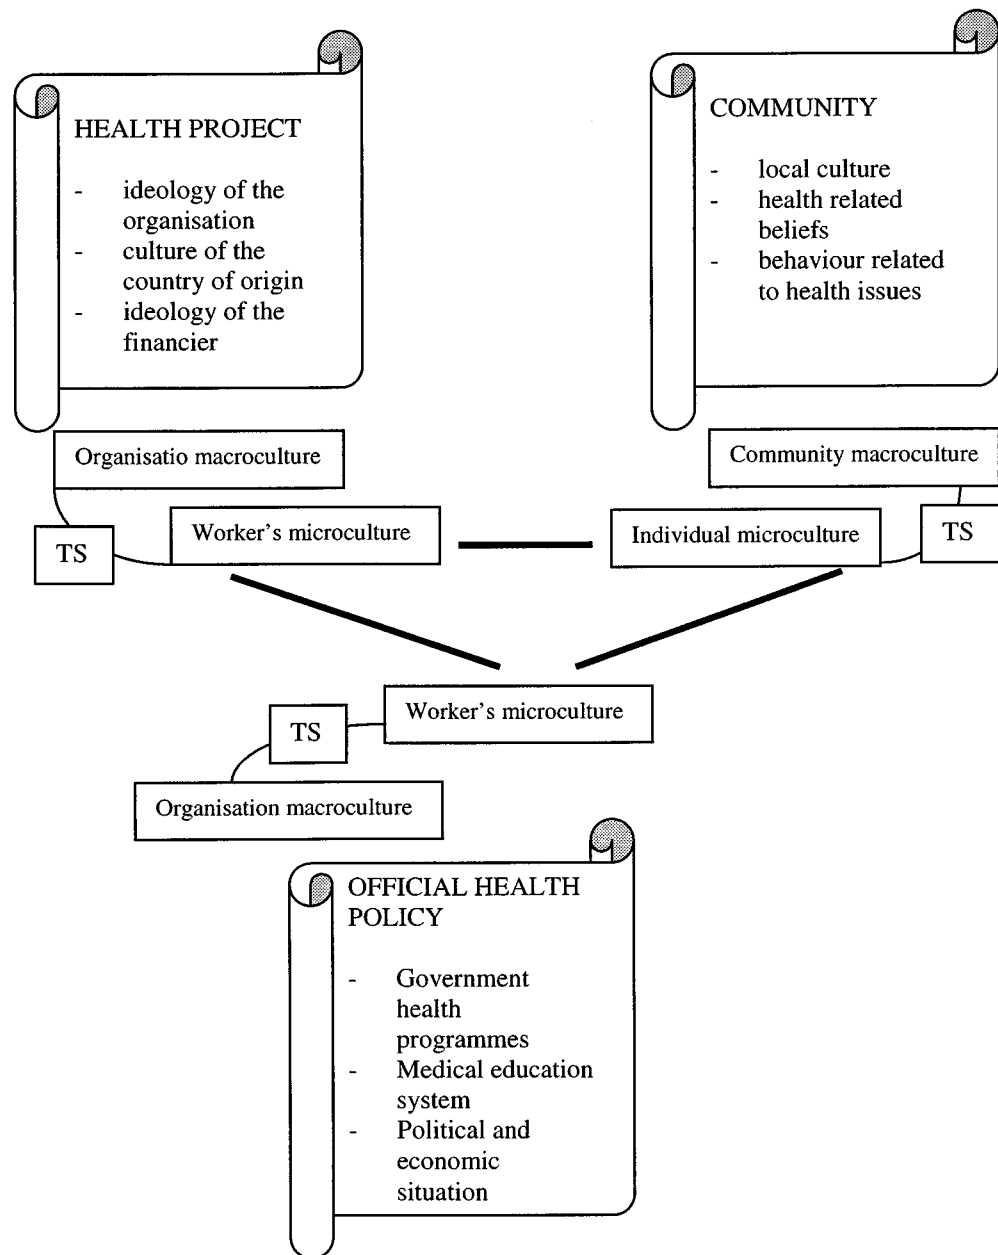 HEALTH PROJECT
- ideology of the
organisation
- culture of the
country of origin
- ideology of the
financier
COMMUNITY
- local culture
- health related
beliefs
- behaviour related
to health issues
Organisatio macroculture
Community macroculture
TS
Worker's microculture
Individual microculture
TS
TS
Worker's microculture
Organisation macroculture
OFFICIAL HEALTH
POLICY
- Government
health
programmes
- Medical education
system
- Political and
economic
situation